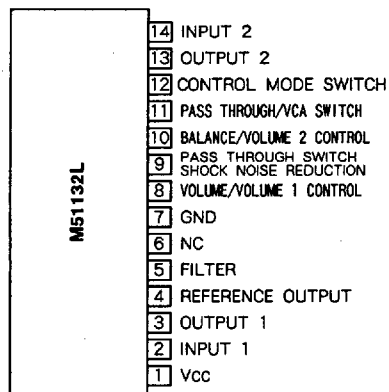 14 INPUT 2
13 OUTPUT 2
12 CONTROL MODE SWITCH
11 PASS THROUGH/VCA SWITCH
10 BALANCE/VOLUME 2 CONTROL
9 PASS THROUGH SWITCH
SHOCK NOISE REDUCTION
8 VOLUME/VOLUME 1 CONTROL
7 GND
6 NC
5 FILTER
4 REFERENCE OUTPUT
3 OUTPUT 1
2 INPUT 1
1 Vcc
M51132L